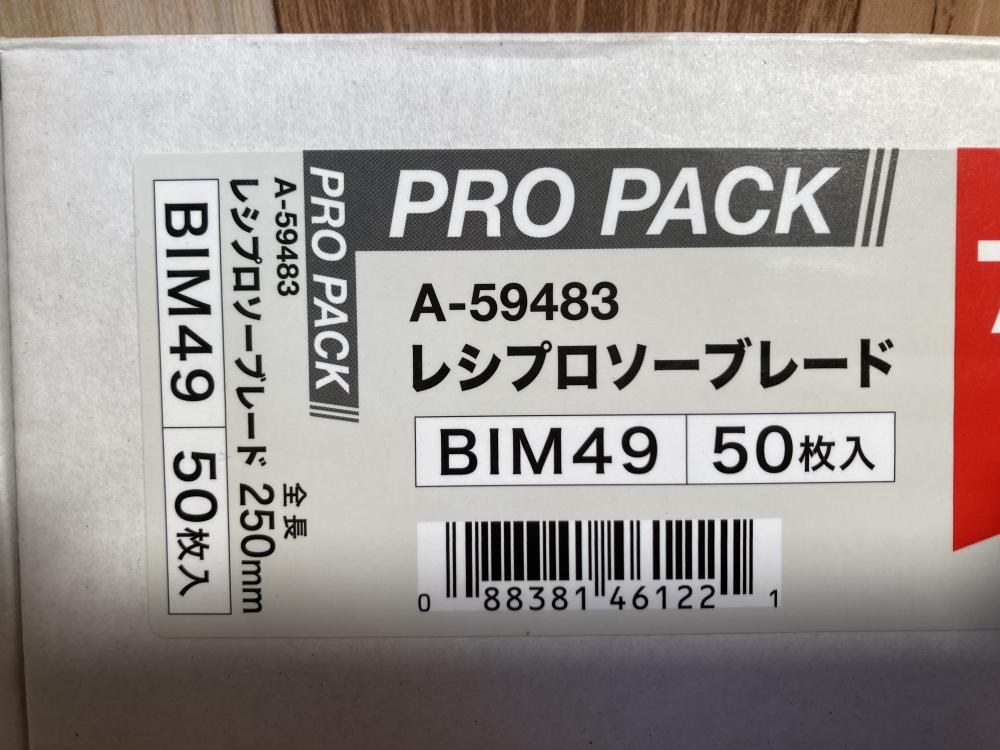 PRO PACK
A-59483
レシプロソーブレード
BIM49 50枚入
0 88381 46122 1
PRO PACK
A-59483
レシプロソーブレード 全長 250mm
BIM49 50枚入